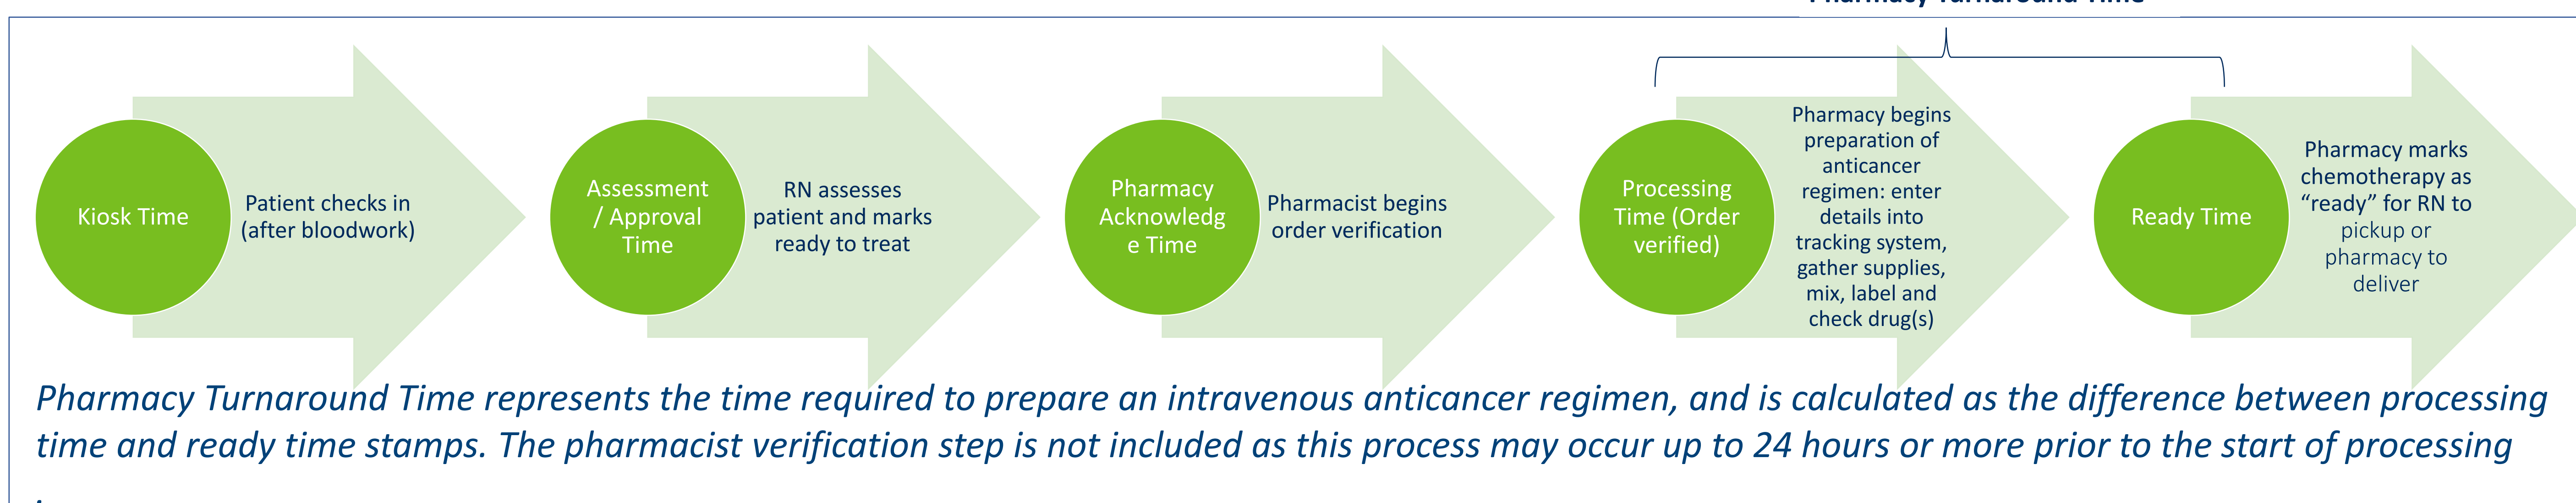 Pharmacy Turnaround Time
Kiosk Time
Patient checks in
(after bloodwork)
Assessment
/ Approval
Time
RN assesses
patient and marks
ready to treat
Pharmacy
Acknowledg
e Time
Pharmacist begins
order verification
Processing
Time (Order
verified)
Pharmacy begins
preparation of
anticancer
regimen: enter
details into
tracking system,
gather supplies,
mix, label and
check drug(s)
Ready Time
Pharmacy marks
chemotherapy as
“ready” for RN to
pickup or
pharmacy to
deliver
Pharmacy Turnaround Time represents the time required to prepare an intravenous anticancer regimen, and is calculated as the difference between processing
time and ready time stamps. The pharmacist verification step is not included as this process may occur up to 24 hours or more prior to the start of processing